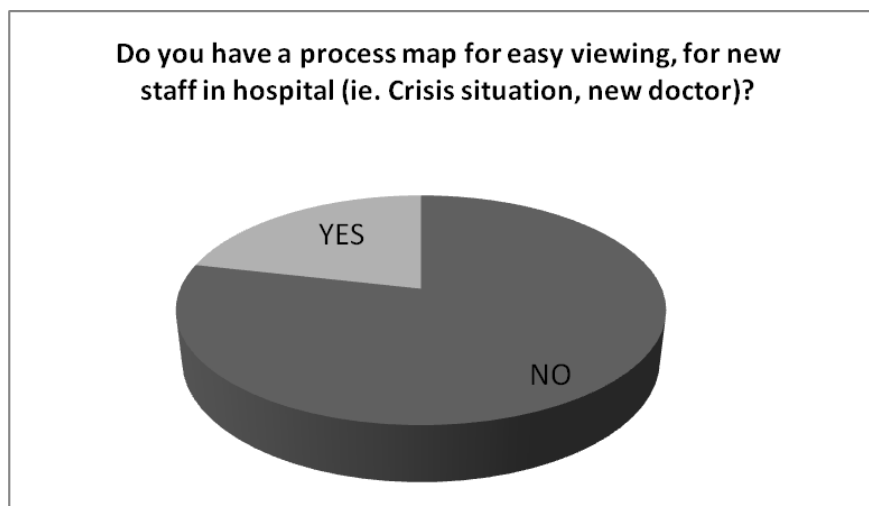 Do you have a process map for easy viewing, for new
staff in hospital (ie. Crisis situation, new doctor)?
YES
NO